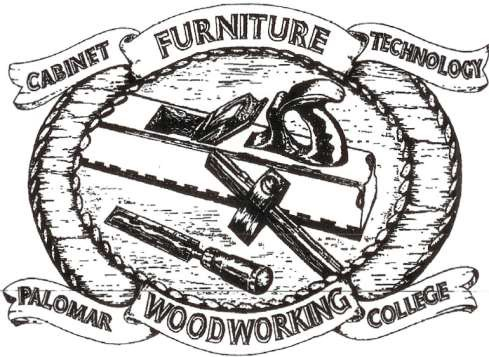 CABINET FURNITURE TECHNOLOGY
PALOMAR WOODWORKING COLLEGE